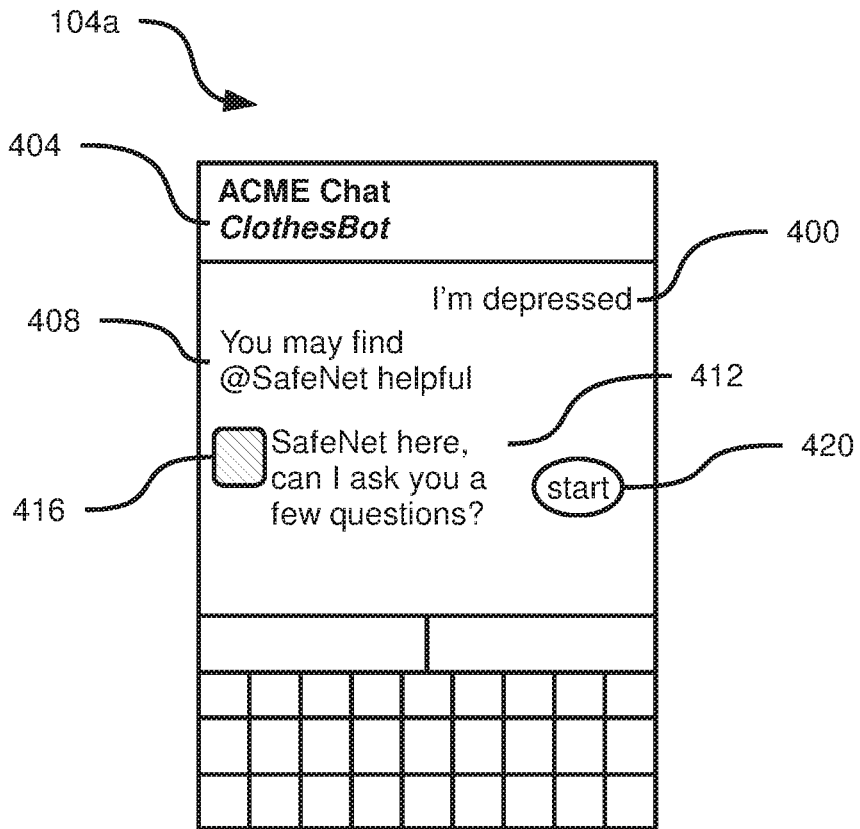 104a
404
ACME Chat
ClothesBot
400
I'm depressed
408
You may find
@SafeNet helpful
412
SafeNet here,
can I ask you a
few questions?
420
start
416